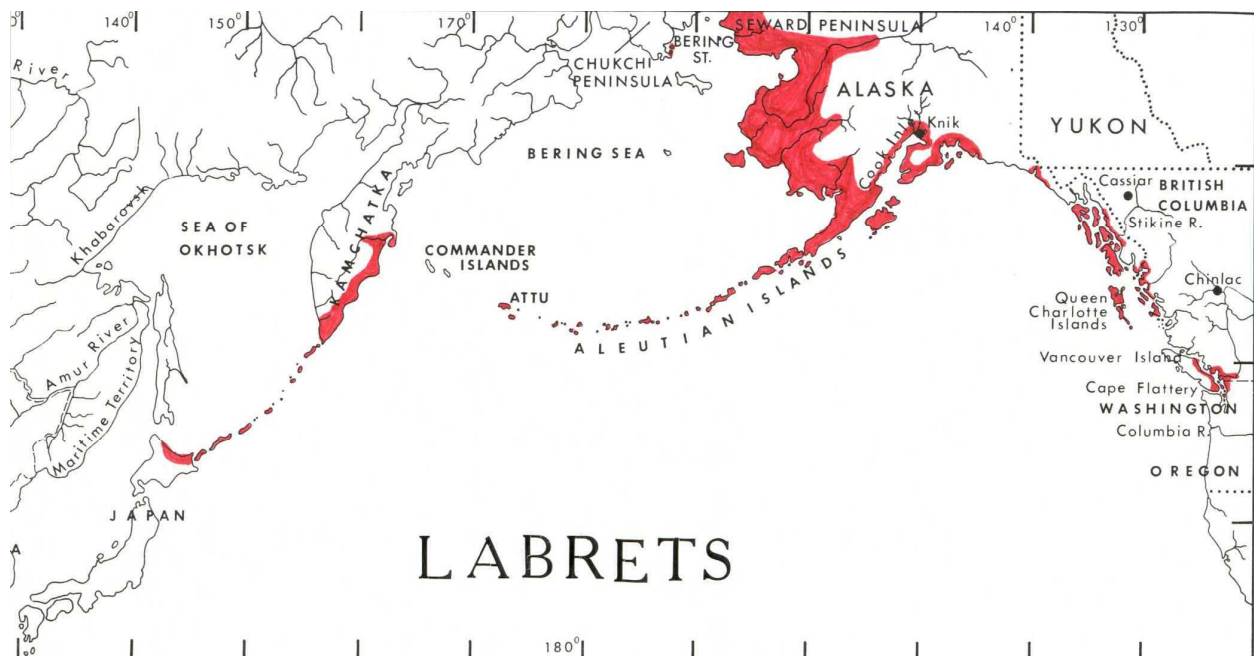 150°
170°
140°
130°
SEWARD PENINSULA
BERING
ST.
River
CHUKCHI
PENINSULA
ALASKA
Knik
Cook Inlet
YUKON
BERING SEA
KAMCHATKA
Khabarovsk
Cassiar
BRITISH
COLUMBIA
Stikine R.
SEA OF
OKHOTSK
COMMANDER
ISLANDS
ATTU
ALEUTIAN ISLANDS
Chinlac
Queen
Charlotte
Islands
Amur River
Maritime Territory
Vancouver Island
Cape Flattery
WASHINGTON
Columbia R.
OREGON
JAPAN
A
LABRETS
130°
140°
180°